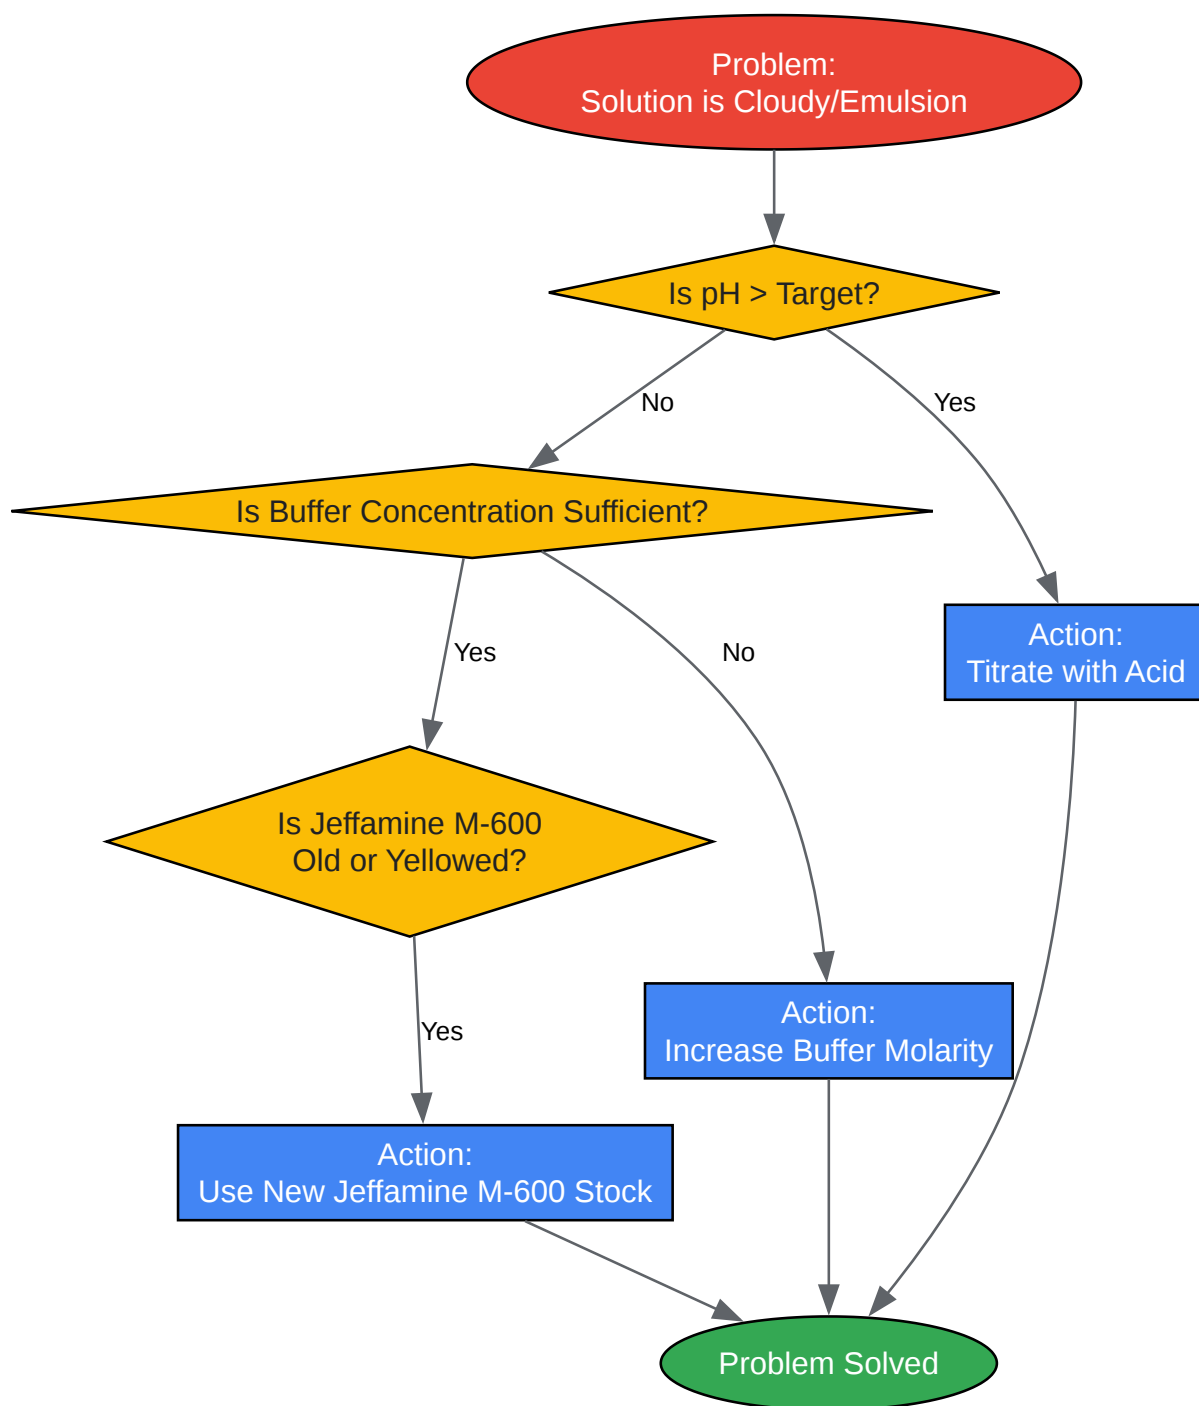 Problem:
Solution is Cloudy/Emulsion
Is pH > Target?
No
Yes
Is Buffer Concentration Sufficient?
Yes
No
Action:
Titrate with Acid
Is Jeffamine M-600
Old or Yellowed?
Yes
Action:
Increase Buffer Molarity
Action:
Use New Jeffamine M-600 Stock
Problem Solved